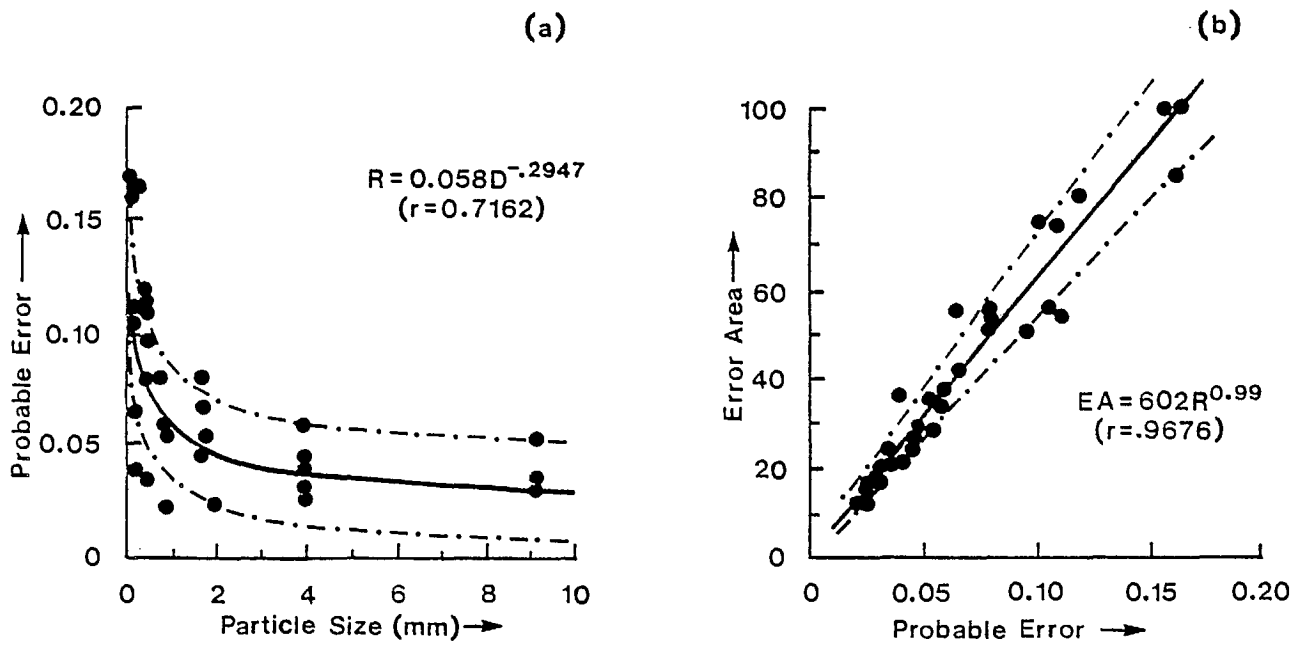 (a)
0.20
0.15
0.10
0.05
0
Probable Error
R=0.058D^-.2947
(r=0.7162)
0 2 4 6 8 10
Particle Size (mm)
(b)
100
80
60
40
20
0
Error Area
EA=602R^0.99
(r=.9676)
0 0.05 0.10 0.15 0.20
Probable Error